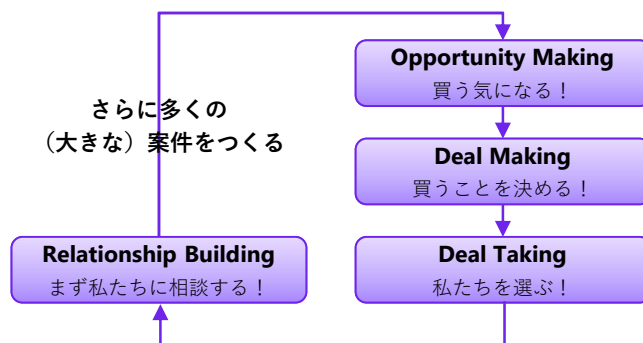 Opportunity Making
買う気になる！
さらに多くの
（大きな）案件をつくる
Deal Making
買うことを決める！
Relationship Building
まず私たちに相談する！
Deal Taking
私たちを選ぶ！